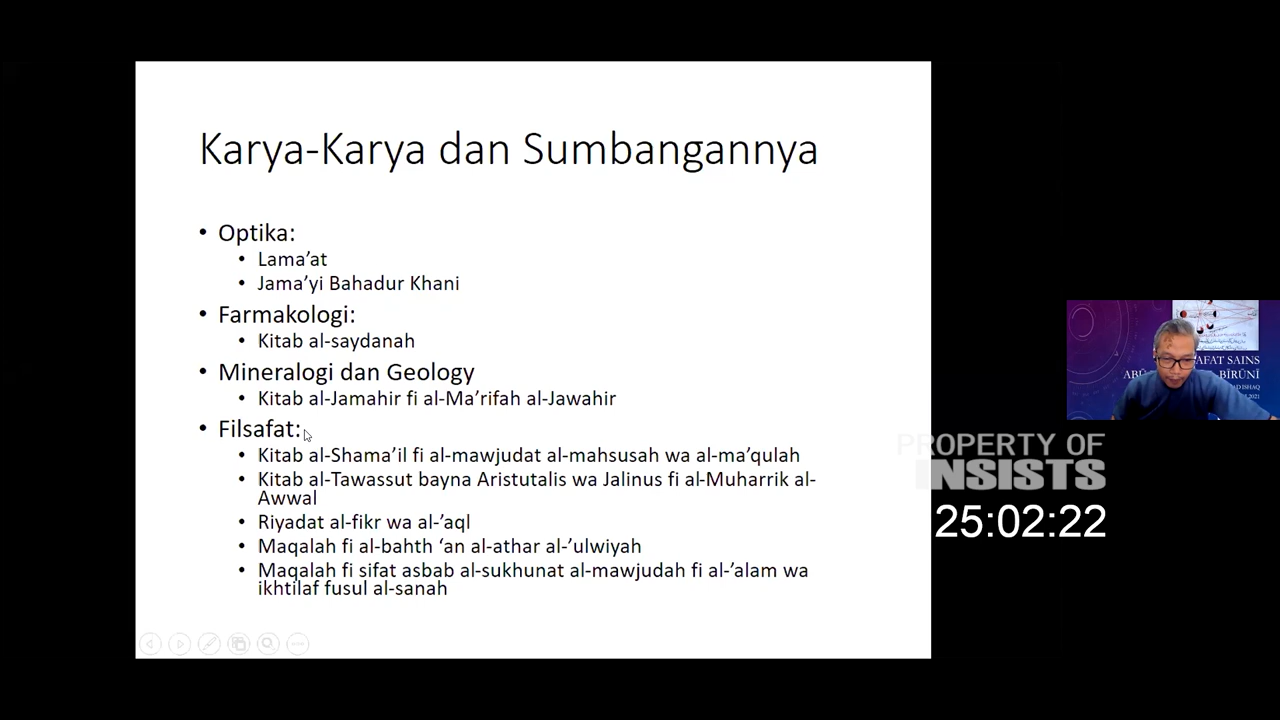 Karya-Karya dan Sumbangannya
• Optika:
• Lama’at
• Jama’yi Bahadur Khani
• Farmakologi:
• Kitab al-saydanah
• Mineralogi dan Geology
• Kitab al-Jamahir fi al-Ma’rifah al-Jawahir
• Filsafat:
• Kitab al-Shama’il fi al-mawjudat al-mahsusah wa al-ma’qulah
• Kitab al-Tawassut bayna Aristutalis wa Jalinus fi al-Muharrik al-
Awwal
• Riyadat al-fikr wa al-’aql
• Maqalah fi al-bahth ‘an al-athar al-’ulwiyah
• Maqalah fi sifat asbab al-sukhunat al-mawjudah fi al-’alam wa
ikhtilaf fusul al-sanah
AFAT SAINS
BÎRÛNÎ
PROPERTY OF
INSISTS
25:02:22